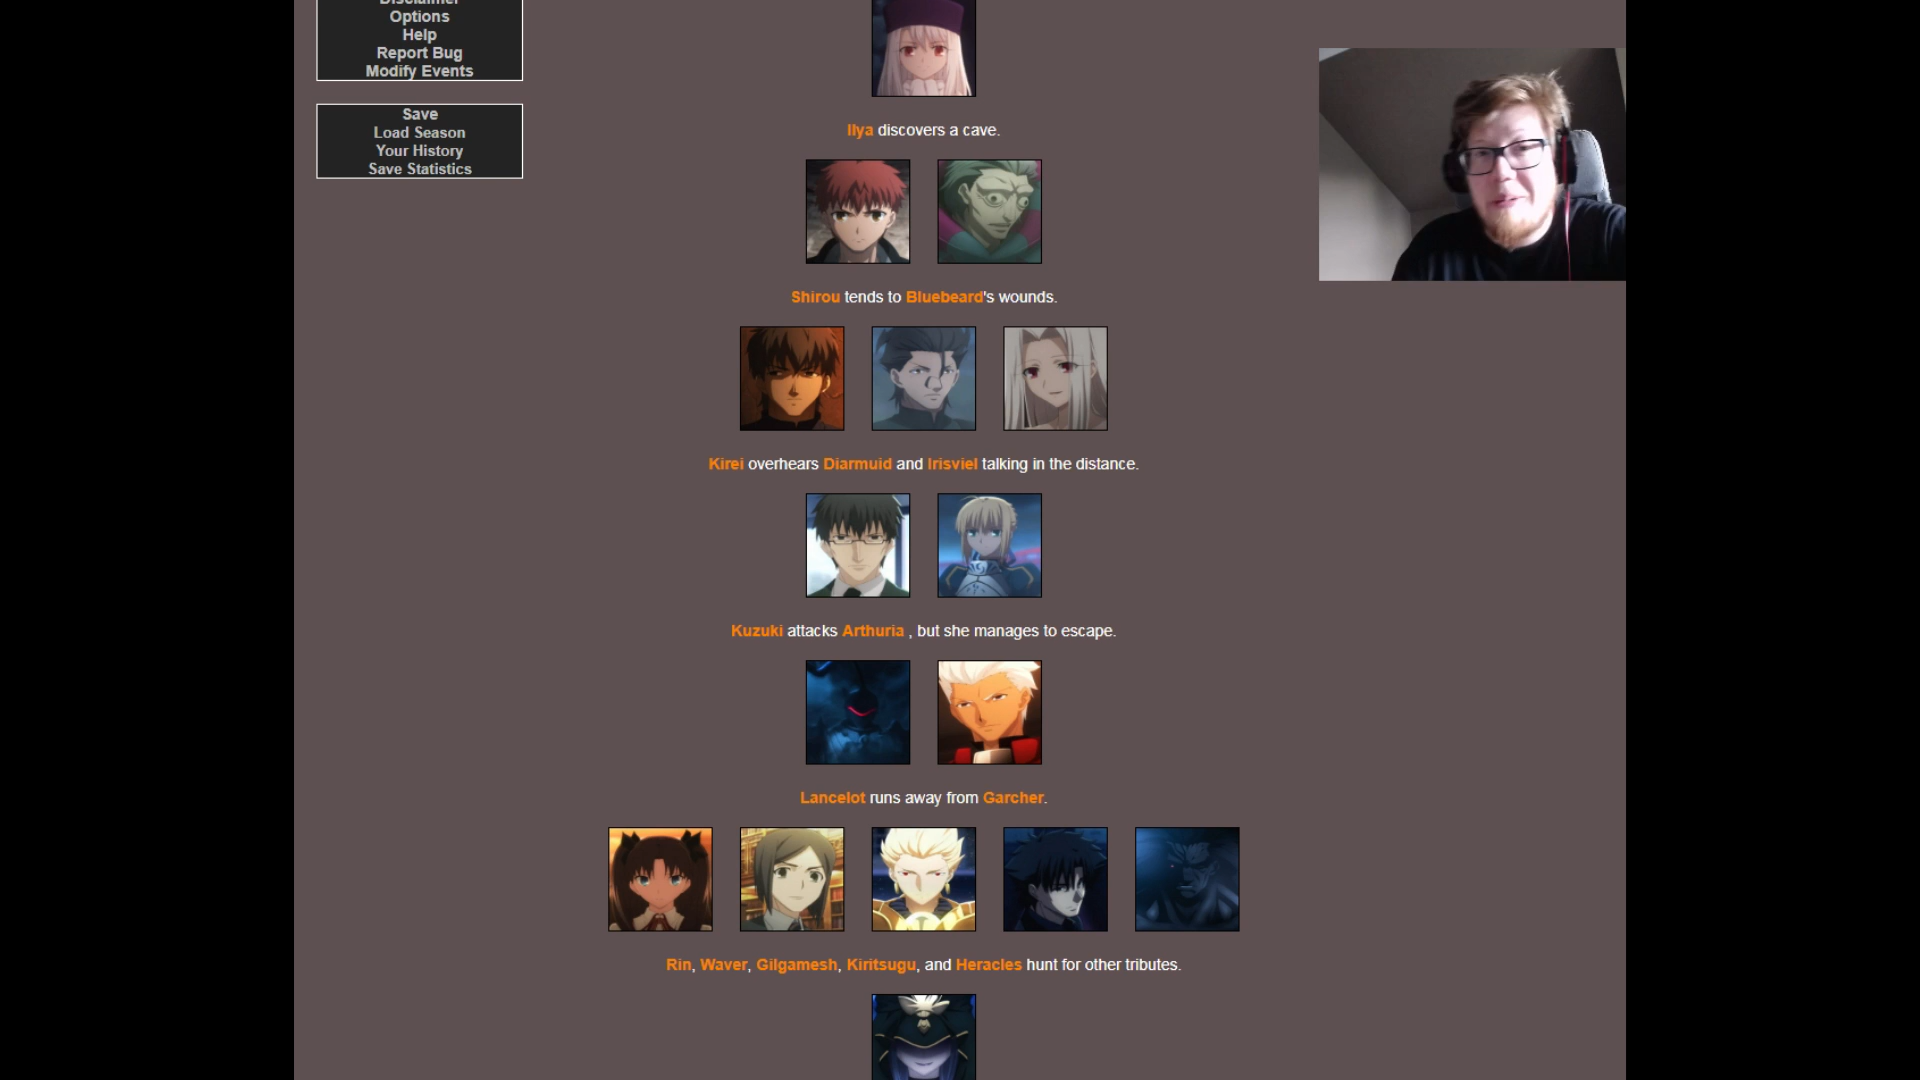 Disclaimer
Options
Help
Report Bug
Modify Events
Save
Load Season
Your History
Save Statistics
Ilya discovers a cave.
Shirou tends to Bluebeard's wounds.
Kirei overhears Diarmuid and Irisviel talking in the distance.
Kuzuki attacks Arthuria , but she manages to escape.
Lancelot runs away from Garcher.
Rin, Waver, Gilgamesh, Kiritsugu, and Heracles hunt for other tributes.